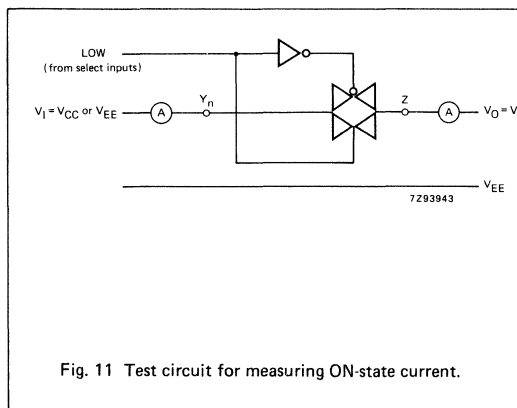 LOW
(from select inputs)
V_I = V_CC or V_EE
A
Y_n
Z
A
V_O = V
V_EE
7Z93943
Fig. 11 Test circuit for measuring ON-state current.